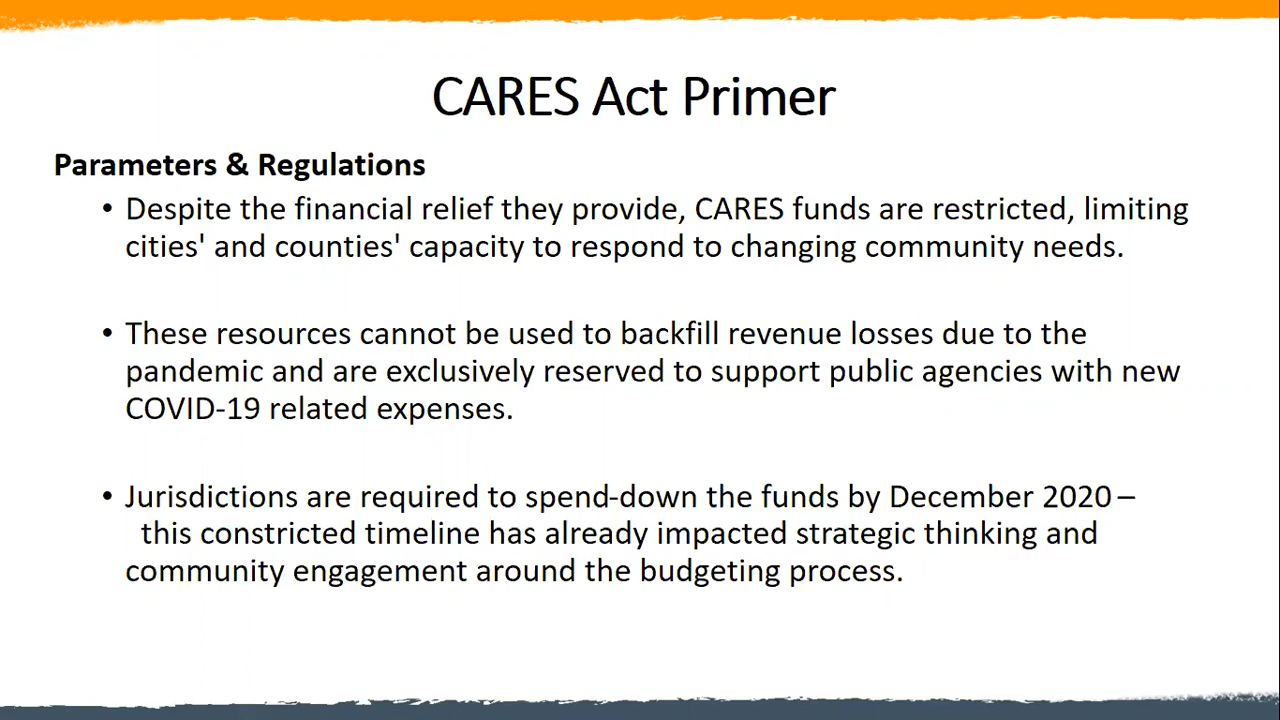 CARES Act Primer
Parameters & Regulations
• Despite the financial relief they provide, CARES funds are restricted, limiting
cities' and counties' capacity to respond to changing community needs.
• These resources cannot be used to backfill revenue losses due to the
pandemic and are exclusively reserved to support public agencies with new
COVID-19 related expenses.
• Jurisdictions are required to spend-down the funds by December 2020 –
this constricted timeline has already impacted strategic thinking and
community engagement around the budgeting process.